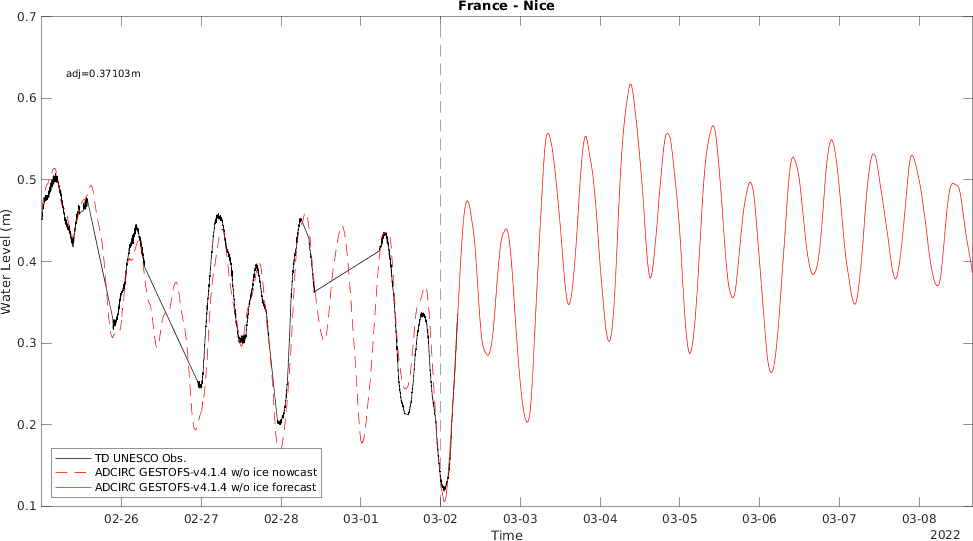 France - Nice
0.7
adj=0.37103m
0.6
0.5
0.4
0.3
0.2
0.1
Water Level (m)
TD UNESCO Obs.
ADCIRC GESTOFS-v4.1.4 w/o ice nowcast
ADCIRC GESTOFS-v4.1.4 w/o ice forecast
02-26 02-27 02-28 03-01 03-02 03-03 03-04 03-05 03-06 03-07 03-08
Time
2022